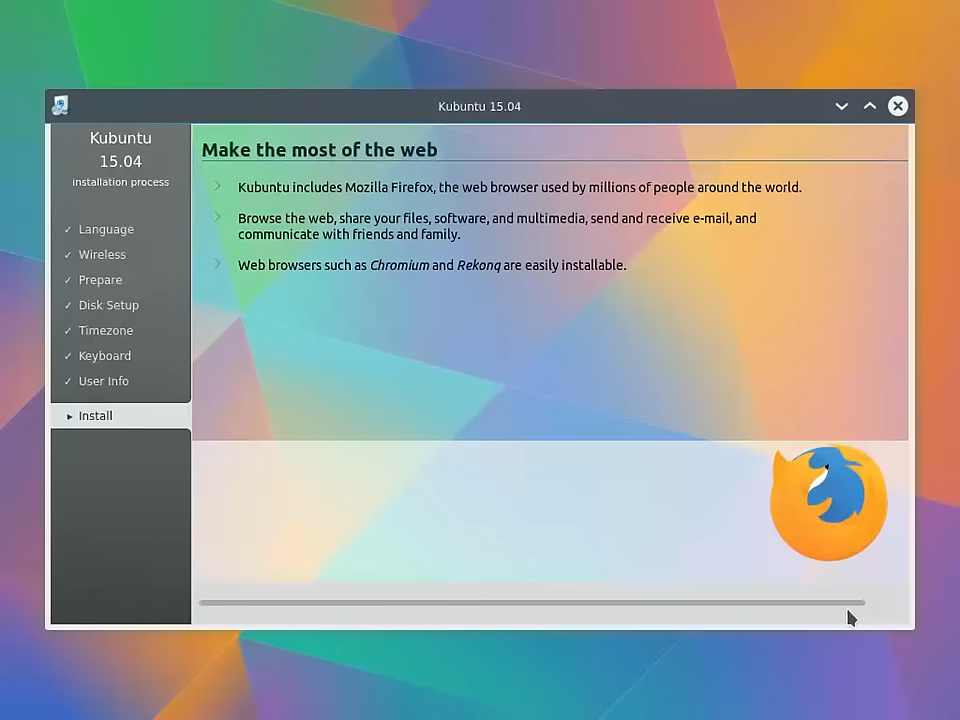 Kubuntu 15.04
Kubuntu
15.04
installation process
✓ Language
✓ Wireless
✓ Prepare
✓ Disk Setup
✓ Timezone
✓ Keyboard
✓ User Info
▸ Install
Make the most of the web
Kubuntu includes Mozilla Firefox, the web browser used by millions of people around the world.
Browse the web, share your files, software, and multimedia, send and receive e-mail, and
communicate with friends and family.
Web browsers such as Chromium and Rekonq are easily installable.